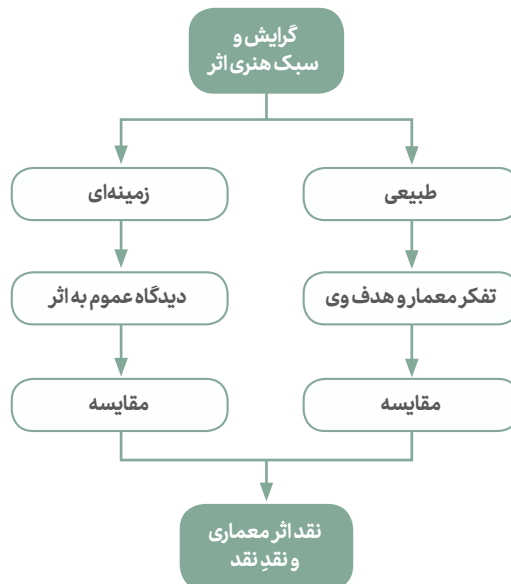 گرایش و
سبک هنری اثر
طبیعی
زمینه‌ای
تفکر معمار و هدف وی
دیدگاه عموم به اثر
مقایسه
مقایسه
نقد اثر معماری
و نقدِ نقد